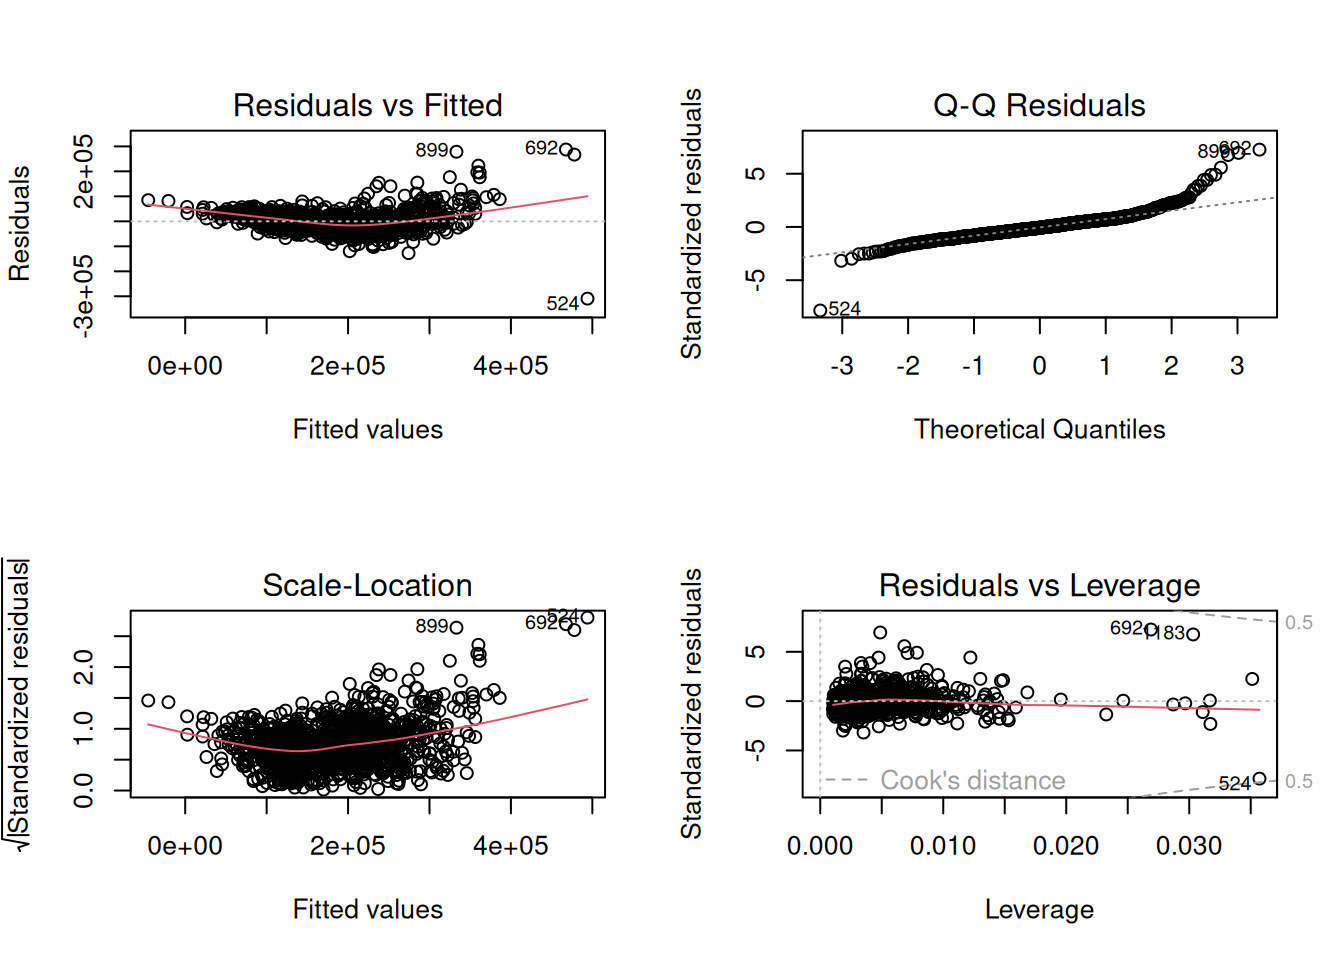 Residuals vs Fitted
Residuals
-3e+05
2e+05
899
692
524
0e+00
2e+05
4e+05
Fitted values
Q-Q Residuals
Standardized residuals
-5
0
5
899
692
524
-3
-2
-1
0
1
2
3
Theoretical Quantiles
Scale-Location
√|Standardized residuals|
0.0
1.0
2.0
899
692
524
0e+00
2e+05
4e+05
Fitted values
Residuals vs Leverage
Standardized residuals
-5
0
5
692
1183
524
0.5
0.5
Cook's distance
0.000
0.010
0.020
0.030
Leverage